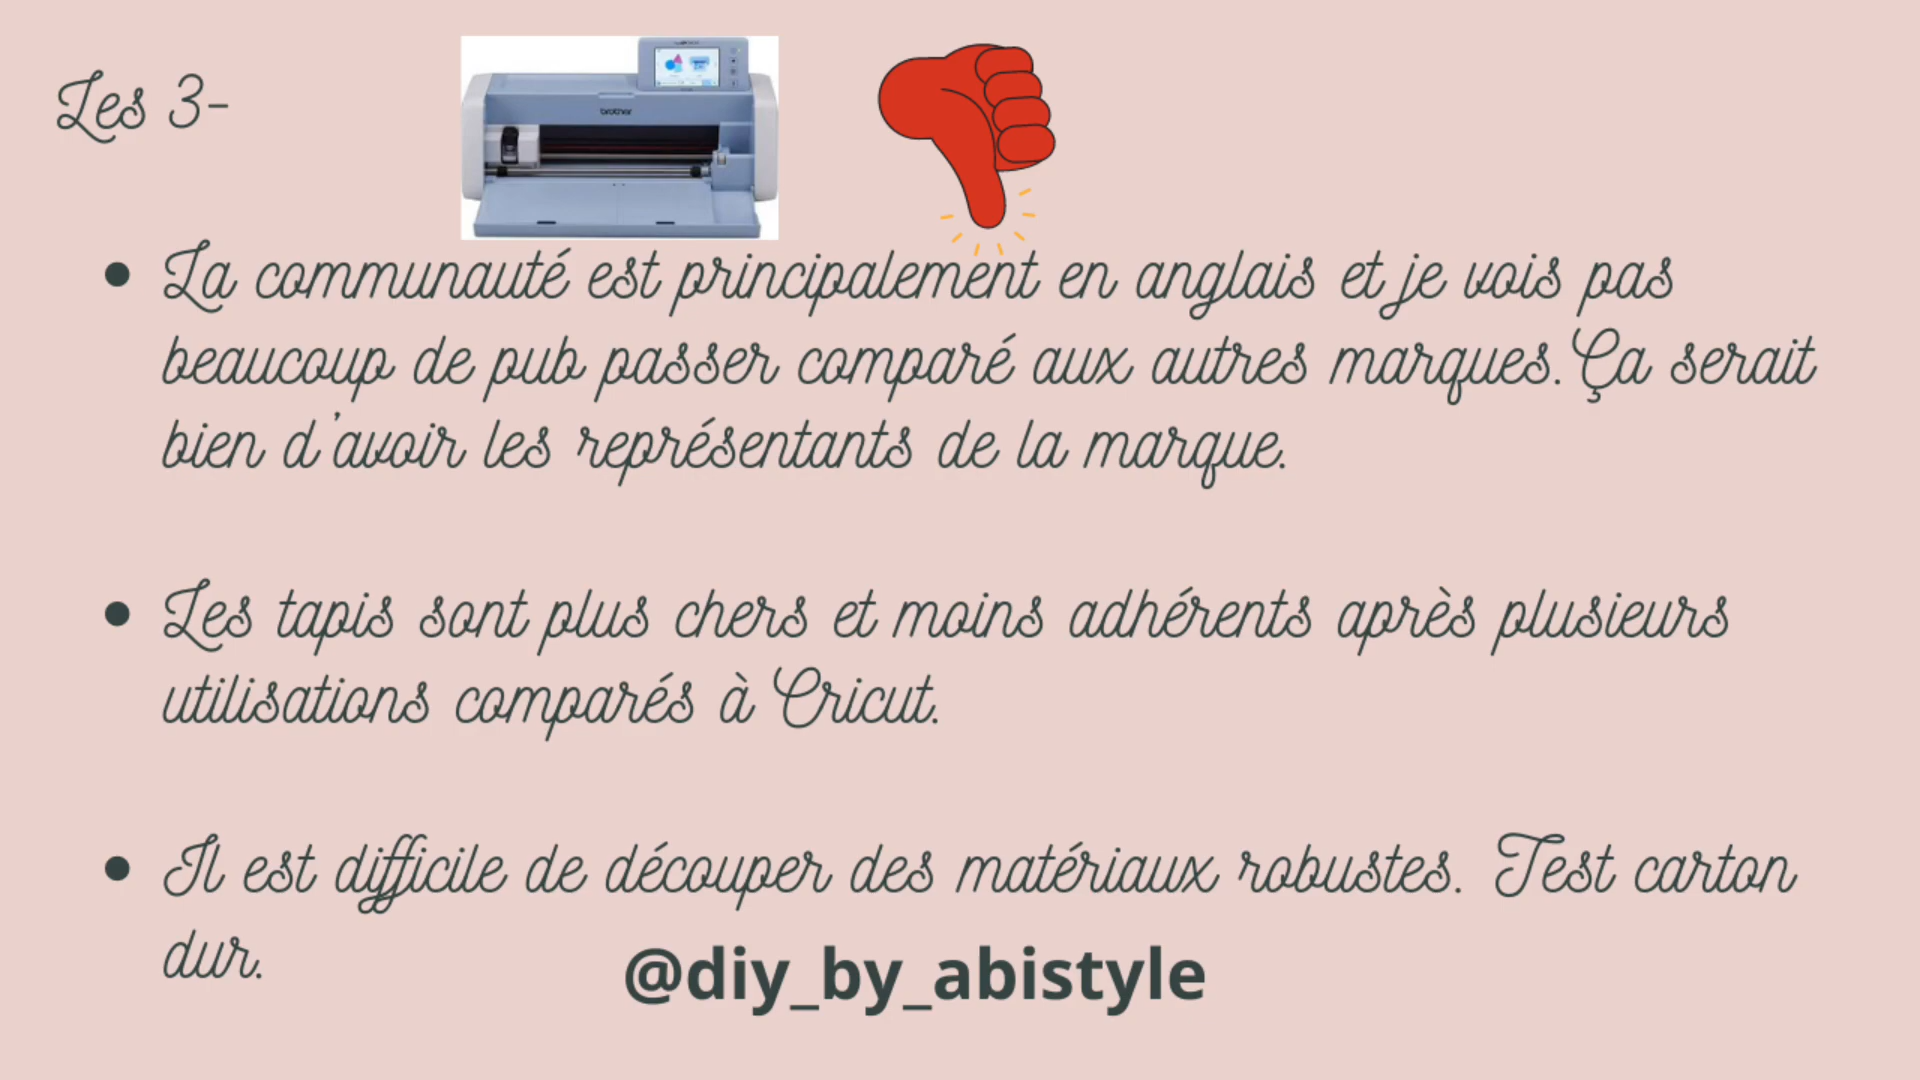 Les 3-
brother
La communauté est principalement en anglais et je vois pas
beaucoup de pub passer comparé aux autres marques. Ça serait
bien d'avoir les représentants de la marque.
Les tapis sont plus chers et moins adhérents après plusieurs
utilisations comparés à Cricut.
Il est difficile de découper des matériaux robustes. Test carton
dur.
@diy_by_abistyle